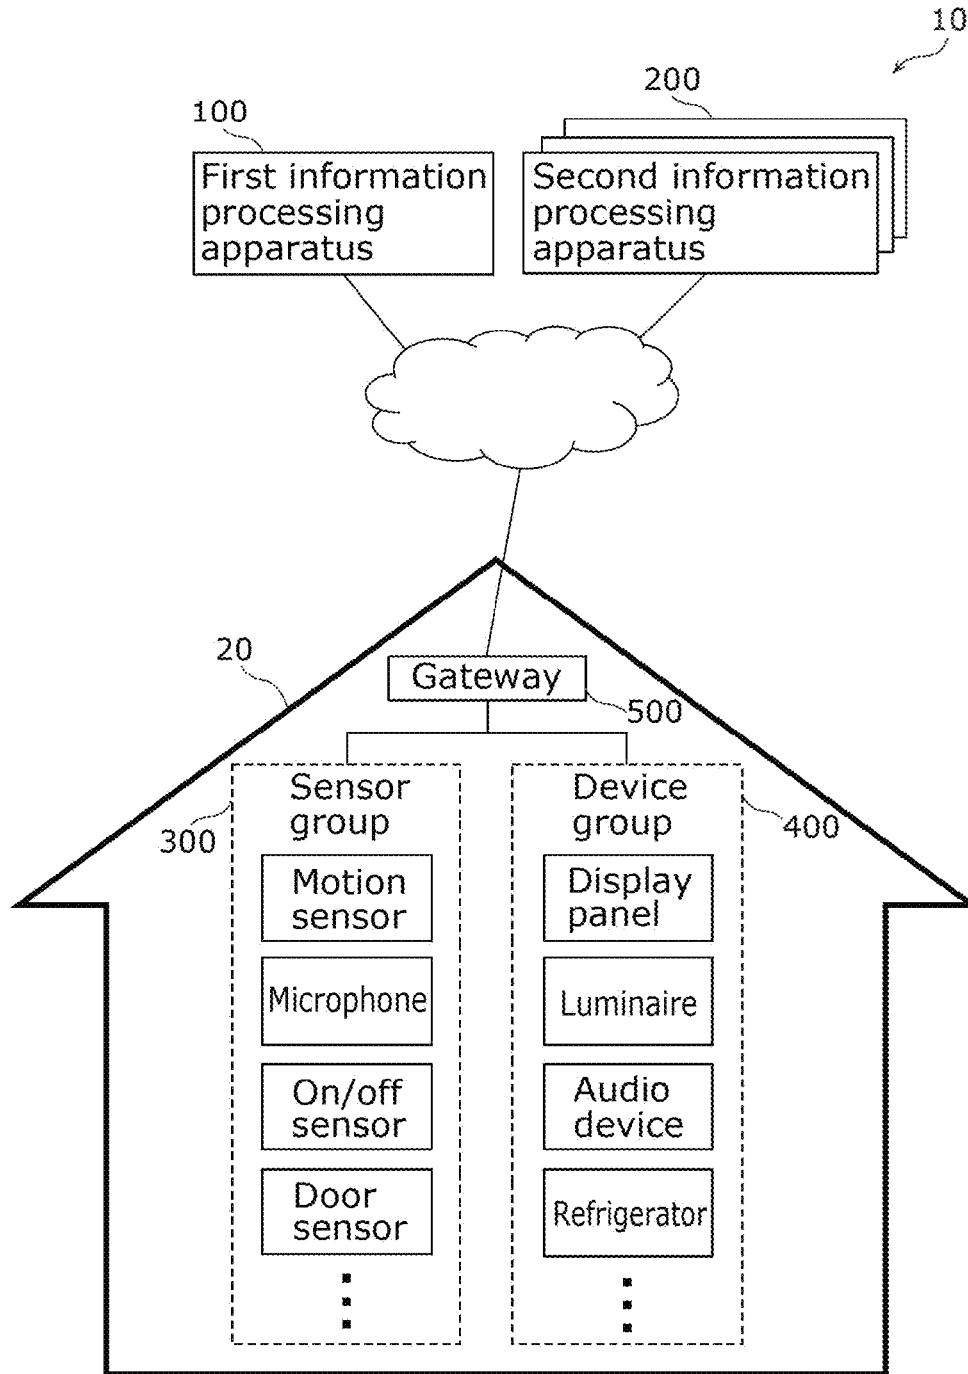 10
100
200
First information
processing
apparatus
Second information
processing
apparatus
20
Gateway
500
Sensor
group
300
Motion
sensor
Microphone
On/off
sensor
Door
sensor
Device
group
400
Display
panel
Luminaire
Audio
device
Refrigerator